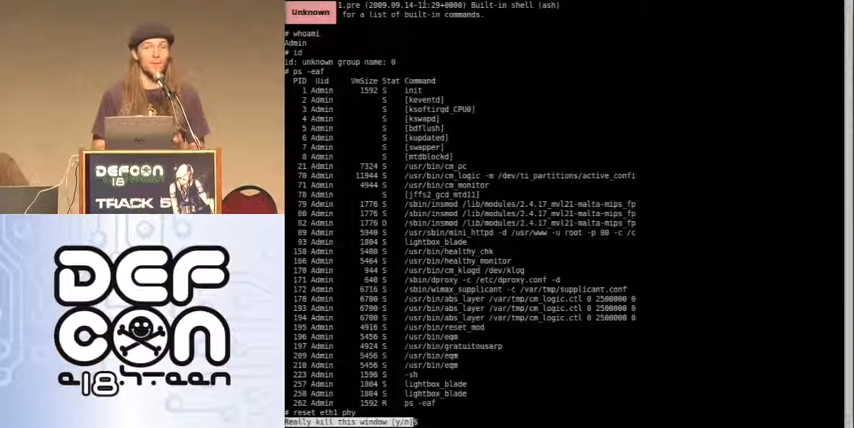 DEFCON
18
TRACK 5
DEFCON
e18hteen
Unknown
1.pre (2009.09.14-12:29+0000) Built-in shell (ash)
for a list of built-in commands.
# whoami
Admin
# id
id: unknown group name: 0
# ps -eaf
PID Uid VmSize Stat Command
1 Admin 1592 S init
2 Admin S [keventd]
3 Admin S [ksoftirqd_CPU0]
4 Admin S [kswapd]
5 Admin S [bdflush]
6 Admin S [kupdated]
7 Admin S [swapper]
8 Admin S [mtdblockd]
21 Admin 7324 S /usr/bin/cm_pc
70 Admin 11944 S /usr/bin/cm_logic -m /dev/ti_partitions/active_confi
71 Admin 4944 S /usr/bin/cm_monitor
78 Admin S [jffs2_gcd_mtd11]
79 Admin 1776 S /sbin/insmod /lib/modules/2.4.17_mvl21-malta-mips_fp
80 Admin 1776 S /sbin/insmod /lib/modules/2.4.17_mvl21-malta-mips_fp
82 Admin 1776 D /sbin/insmod /lib/modules/2.4.17_mvl21-malta-mips_fp
89 Admin 5940 S /usr/sbin/mini_httpd -d /usr/www -u root -p 80 -c /c
93 Admin 1804 S lightbox_blade
158 Admin 5480 S /usr/bin/healthy_chk
166 Admin 5464 S /usr/bin/healthy_monitor
170 Admin 944 S /usr/bin/cm_klogd /dev/klog
171 Admin 640 S /sbin/dproxy -c /etc/dproxy.conf -d
172 Admin 6716 S /sbin/wimax_supplicant -c /var/tmp/supplicant.conf
178 Admin 6700 S /usr/bin/abs_layer /var/tmp/cm_logic.ctl 0 2500000 0
193 Admin 6700 S /usr/bin/abs_layer /var/tmp/cm_logic.ctl 0 2500000 0
194 Admin 6700 S /usr/bin/abs_layer /var/tmp/cm_logic.ctl 0 2500000 0
195 Admin 4916 S /usr/bin/reset_mod
196 Admin 5456 S /usr/bin/eqm
197 Admin 4924 S /usr/bin/gratuitousarp
209 Admin 5456 S /usr/bin/eqm
210 Admin 5456 S /usr/bin/eqm
223 Admin 1596 S -sh
257 Admin 1804 S lightbox_blade
258 Admin 1804 S lightbox_blade
262 Admin 1592 R ps -eaf
# reset eth1 phy
Really kill this window [y/n]